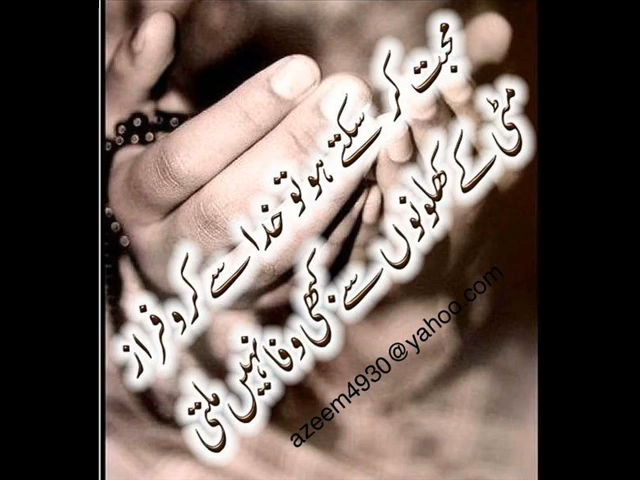 محبت کر سکتے ہو تو خدا سے کرو فراز
مٹی کے کھلونوں سے کبھی وفا نہیں ملتی
azeem4930@yahoo.com